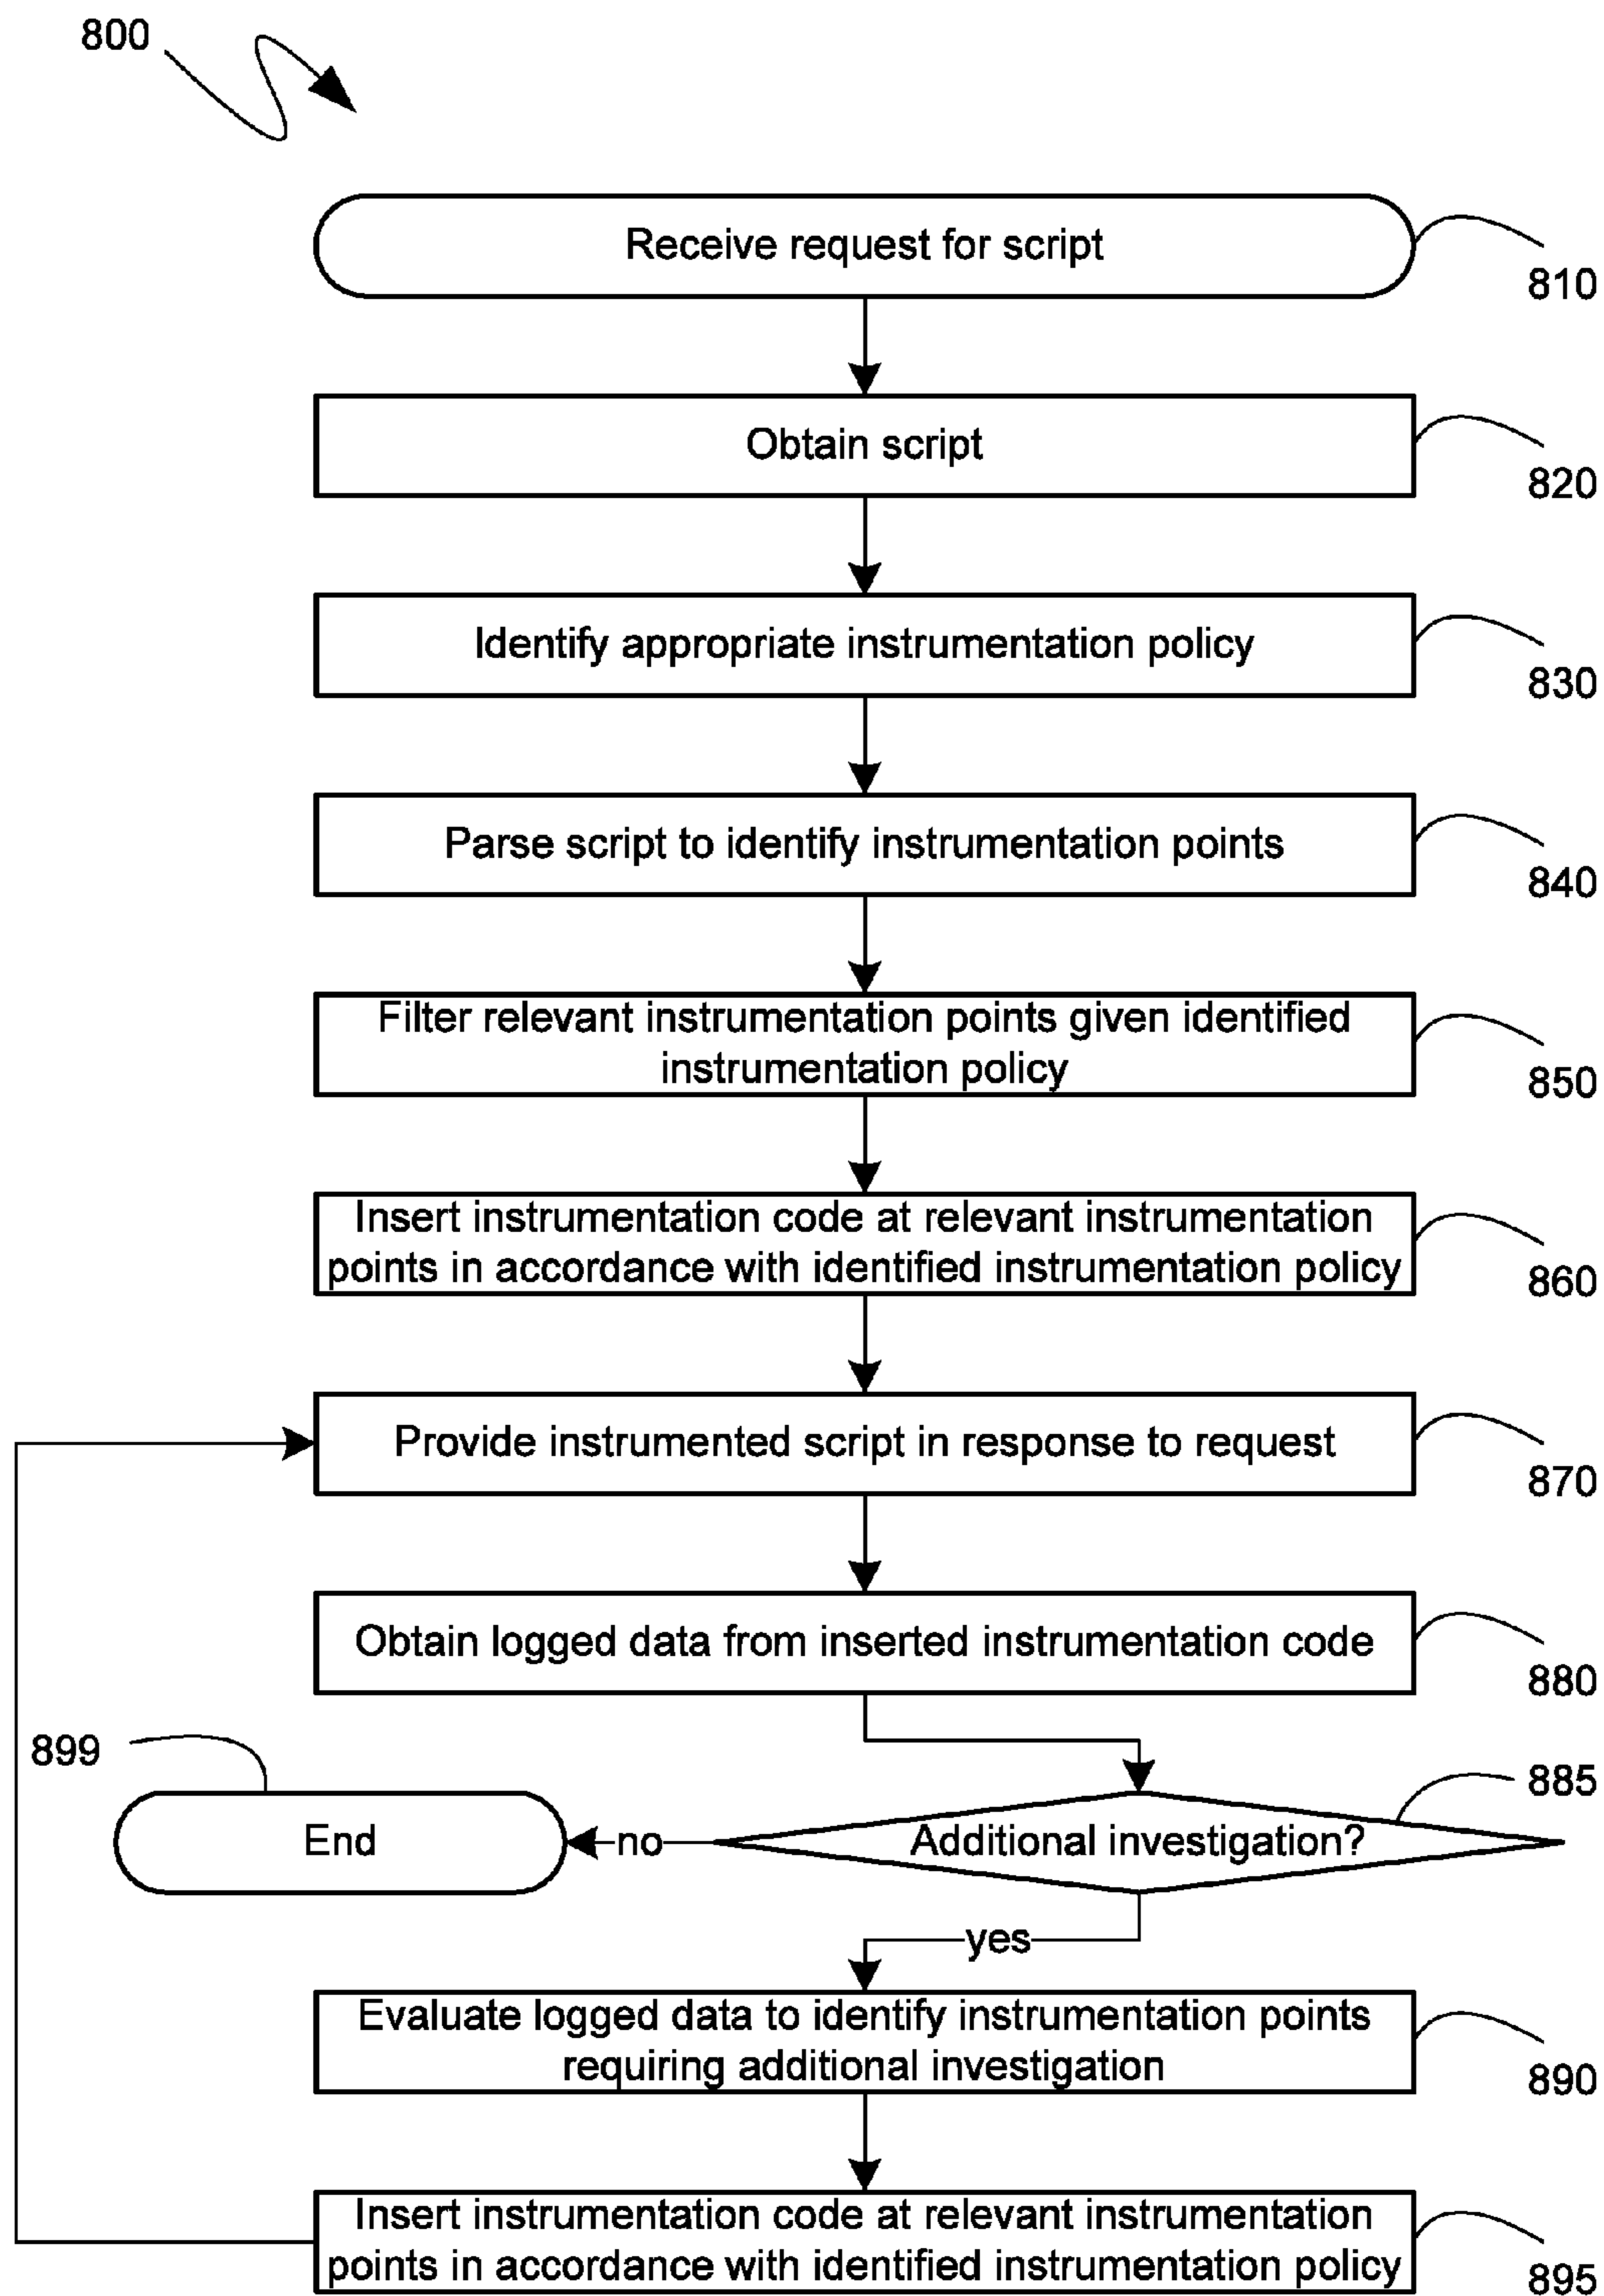 800
Receive request for script
810
Obtain script
820
Identify appropriate instrumentation policy
830
Parse script to identify instrumentation points
840
Filter relevant instrumentation points given identified
instrumentation policy
850
Insert instrumentation code at relevant instrumentation
points in accordance with identified instrumentation policy
860
Provide instrumented script in response to request
870
Obtain logged data from inserted instrumentation code
880
899
885
End
no
Additional investigation?
yes
Evaluate logged data to identify instrumentation points
requiring additional investigation
890
Insert instrumentation code at relevant instrumentation
points in accordance with identified instrumentation policy
895